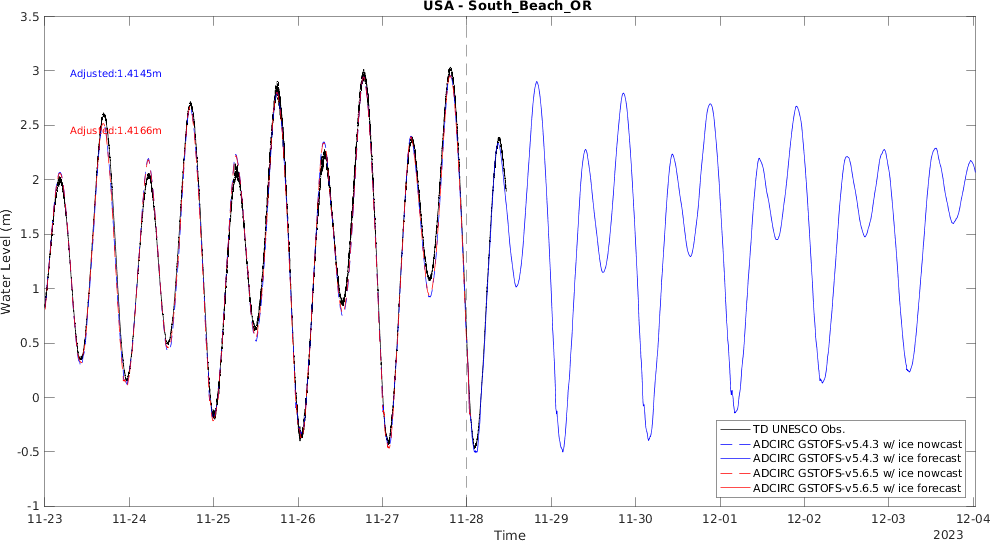 USA - South_Beach_OR
3.5
3
2.5
2
1.5
1
0.5
0
-0.5
-1
Water Level (m)
Adjusted:1.4145m
Adjusted:1.4166m
TD UNESCO Obs.
ADCIRC GSTOFS-v5.4.3 w/ ice nowcast
ADCIRC GSTOFS-v5.4.3 w/ ice forecast
ADCIRC GSTOFS-v5.6.5 w/ ice nowcast
ADCIRC GSTOFS-v5.6.5 w/ ice forecast
11-23 11-24 11-25 11-26 11-27 11-28 11-29 11-30 12-01 12-02 12-03 12-04
Time
2023